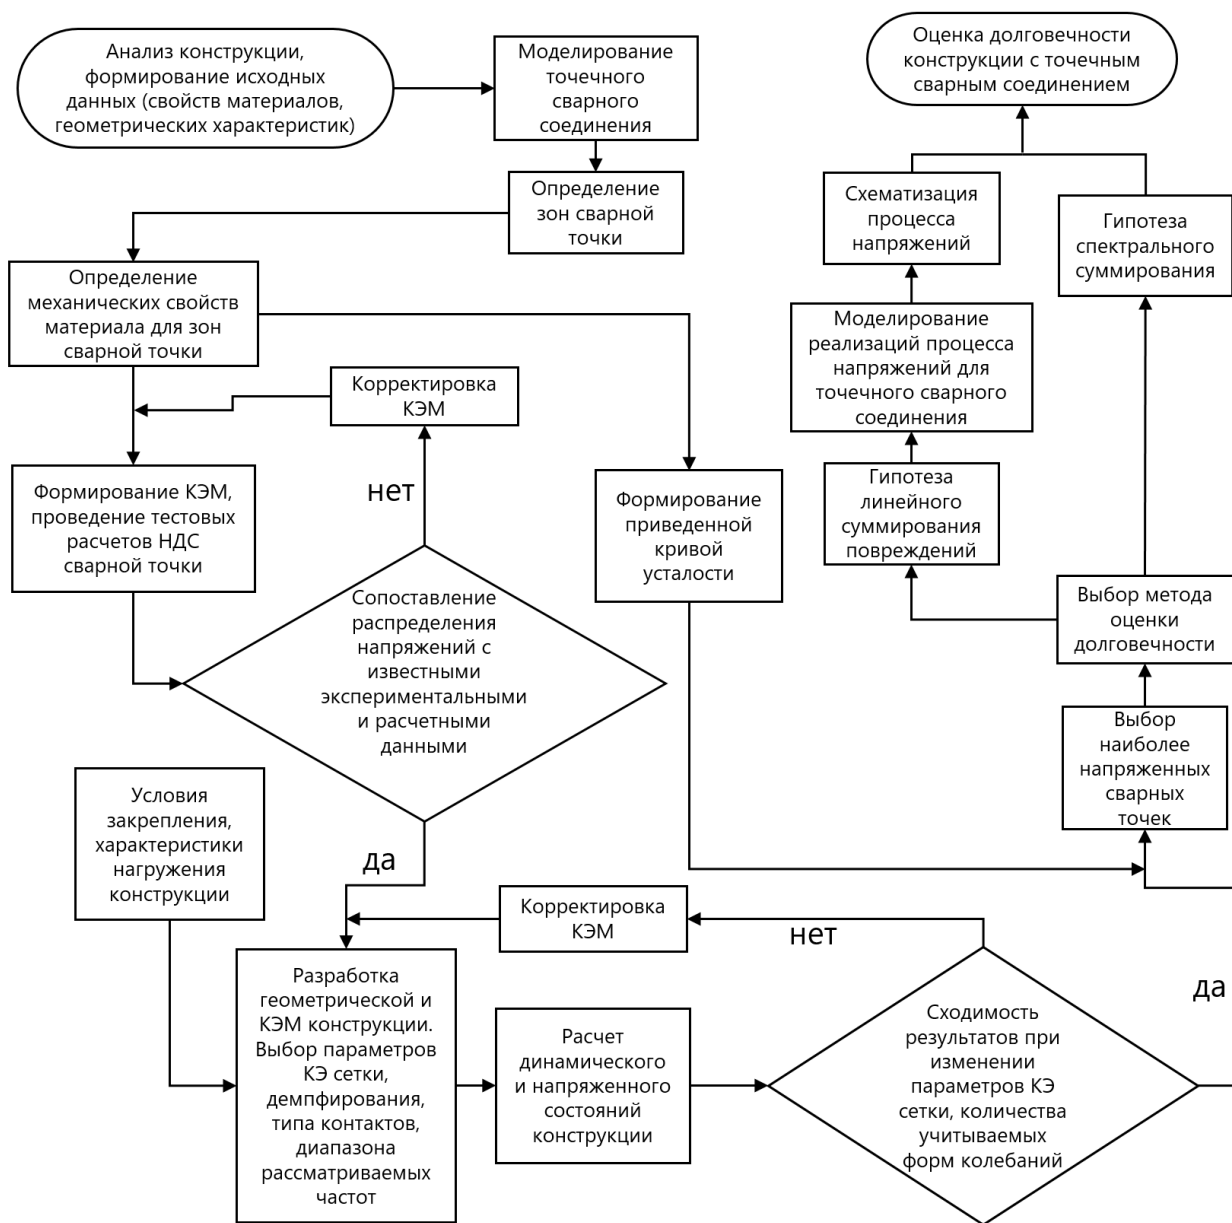 Анализ конструкции,
формирование исходных
данных (свойств материалов,
геометрических характеристик)
Моделирование
точечного
сварного
соединения
Определение
зон сварной
точки
Определение
механических свойств
материала для зон
сварной точки
Корректировка
КЭМ
Формирование КЭМ,
проведение тестовых
расчетов НДС
сварной точки
нет
Сопоставление
распределения
напряжений с
известными
экспериментальными
и расчетными
данными
да
Формирование
приведенной
кривой
усталости
Условия
закрепления,
характеристики
нагружения
конструкции
Корректировка
КЭМ
нет
Разработка
геометрической и
КЭМ конструкции.
Выбор параметров
КЭ сетки,
демпфирования,
типа контактов,
диапазона
рассматриваемых
частот
Расчет
динамического
и напряженного
состояний
конструкции
Сходимость
результатов при
изменении
параметров КЭ
сетки, количества
учитываемых
форм колебаний
да
Выбор
наиболее
напряженных
сварных
точек
Выбор метода
оценки
долговечности
Гипотеза
линейного
суммирования
повреждений
Моделирование
реализаций процесса
напряжений для
точечного сварного
соединения
Схематизация
процесса
напряжений
Гипотеза
спектрального
суммирования
Оценка долговечности
конструкции с точечным
сварным соединением